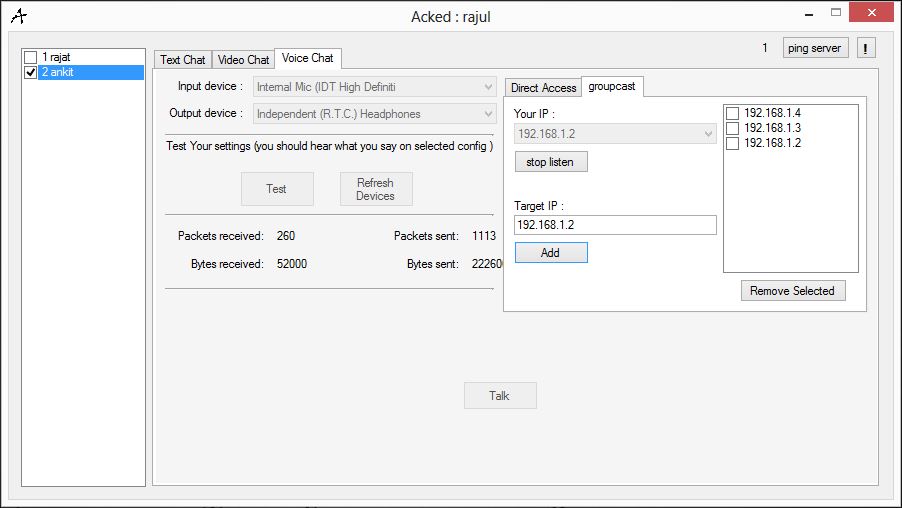 Acked : rajul
1 rajat
2 ankit
1 ping server !
Text Chat Video Chat Voice Chat
Input device : Internal Mic (IDT High Definiti
Output device : Independent (R.T.C.) Headphones
Test Your settings (you should hear what you say on selected config )
Test Refresh
Devices
Packets received: 260 Packets sent: 1113
Bytes received: 52000 Bytes sent: 22260
Direct Access groupcast
Your IP :
192.168.1.2
stop listen
Target IP :
192.168.1.2
Add
192.168.1.4
192.168.1.3
192.168.1.2
Remove Selected
Talk